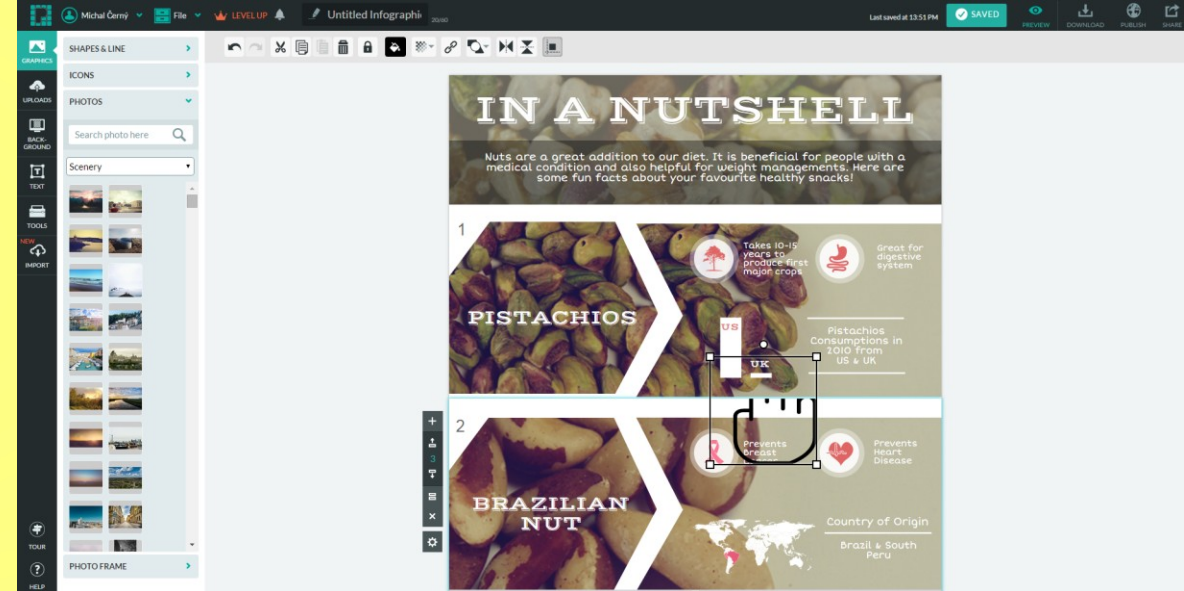 Michal Černý
File
LEVEL UP
Untitled Infographi
20/60
Last saved at 13:51 PM
SAVED
PREVIEW
DOWNLOAD
PUBLISH
SHARE
GRAPHICS
UPLOADS
BACK-
GROUND
TEXT
TOOLS
NEW
IMPORT
TOUR
HELP
SHAPES & LINE
ICONS
PHOTOS
Search photo here
Scenery
PHOTO FRAME
IN A NUTSHELL
Nuts are a great addition to our diet. It is beneficial for people with a
medical condition and also helpful for weight managements. Here are
some fun facts about your favourite healthy snacks!
1
PISTACHIOS
Takes 10-15
years to
produce first
major crops
Great for
digestive
system
US
UK
Pistachios
Consumptions in
2010 from
US & UK
3
2
BRAZILIAN
NUT
Prevents
Breast
Prevents
Heart
Disease
Country of Origin
Brazil & South
Peru